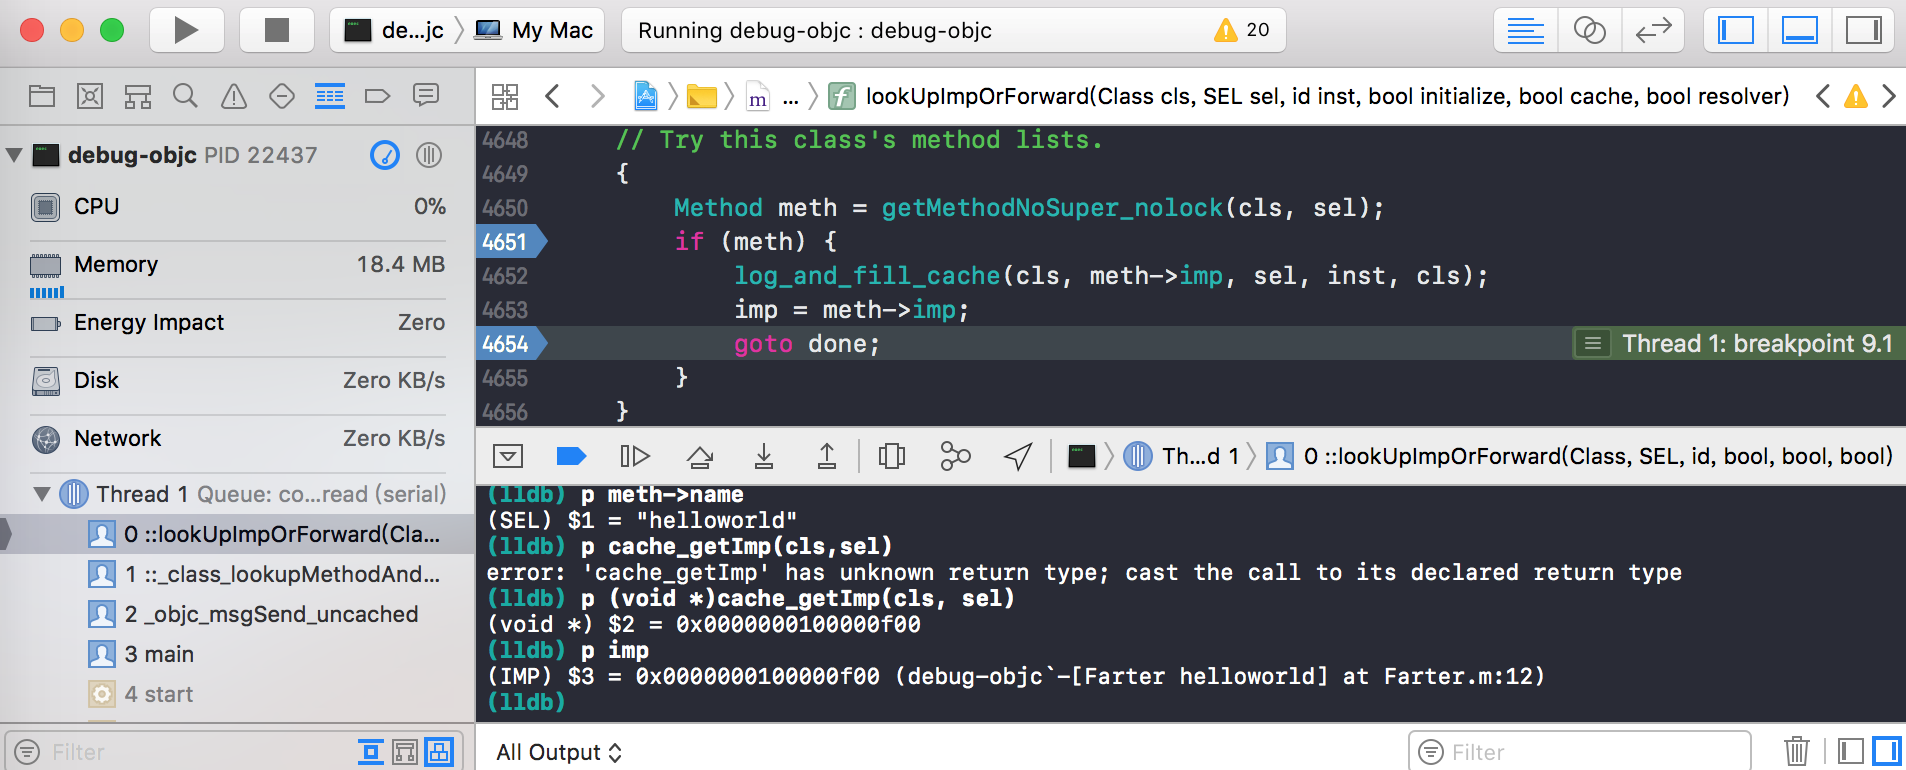 de...jc My Mac Running debug-objc : debug-objc 20
debug-objc PID 22437
CPU 0%
Memory 18.4 MB
Energy Impact Zero
Disk Zero KB/s
Network Zero KB/s
Thread 1 Queue: co...read (serial)
0 ::lookUpImpOrForward(Cla...
1 ::_class_lookupMethodAnd...
2 _objc_msgSend_uncached
3 main
4 start
Filter
m ... f lookUpImpOrForward(Class cls, SEL sel, id inst, bool initialize, bool cache, bool resolver)
4648 // Try this class's method lists.
4649 {
4650 Method meth = getMethodNoSuper_nolock(cls, sel);
4651 if (meth) {
4652 log_and_fill_cache(cls, meth->imp, sel, inst, cls);
4653 imp = meth->imp;
4654 goto done; Thread 1: breakpoint 9.1
4655 }
4656 }
Th...d 1 0 ::lookUpImpOrForward(Class, SEL, id, bool, bool, bool)
(lldb) p meth->name
(SEL) $1 = "helloworld"
(lldb) p cache_getImp(cls,sel)
error: 'cache_getImp' has unknown return type; cast the call to its declared return type
(lldb) p (void *)cache_getImp(cls, sel)
(void *) $2 = 0x0000000100000f00
(lldb) p imp
(IMP) $3 = 0x0000000100000f00 (debug-objc`-[Farter helloworld] at Farter.m:12)
(lldb)
All Output Filter